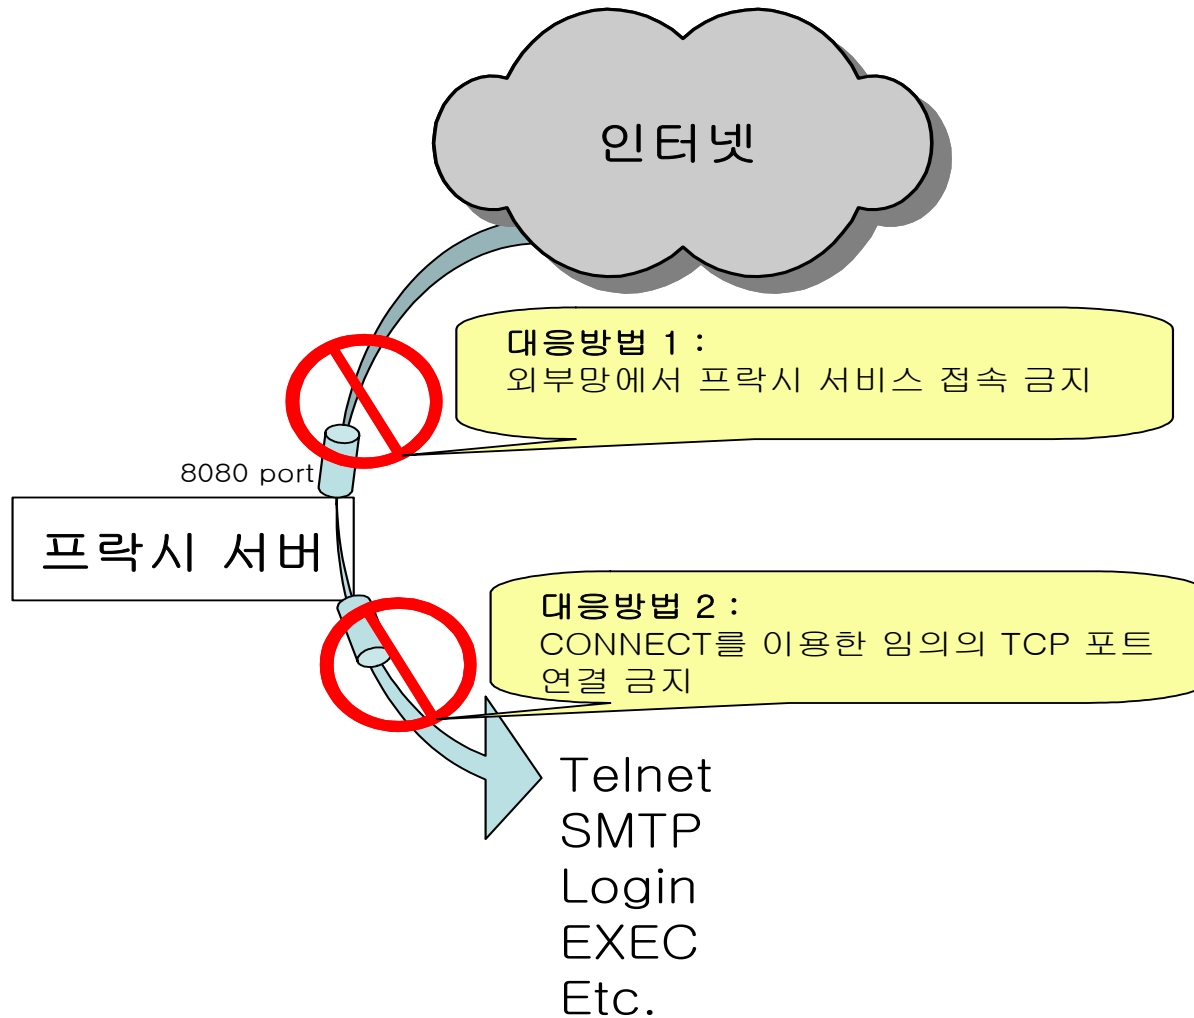 인터넷
대응방법 1 :
외부망에서 프락시 서비스 접속 금지
8080 port
프락시 서버
대응방법 2 :
CONNECT를 이용한 임의의 TCP 포트
연결 금지
Telnet
SMTP
Login
EXEC
Etc.